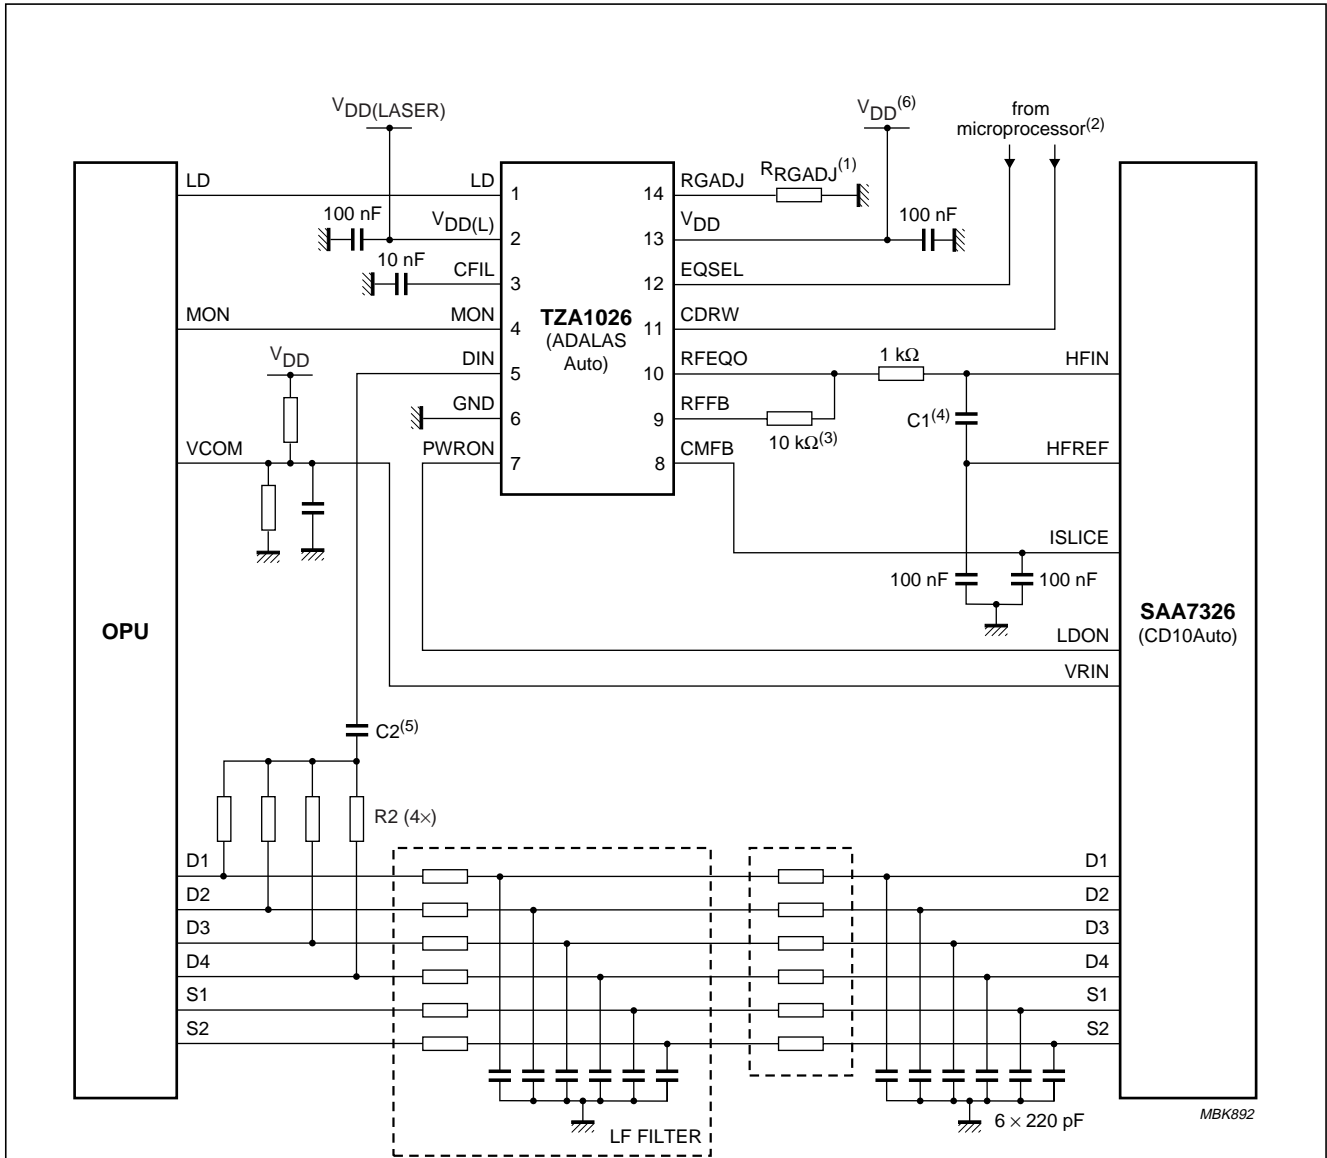 VDD(LASER)
VDD(6)
from
microprocessor(2)
LD
LD
1
14
RGADJ
RRGADJ(1)
100 nF
VDD(L)
2
13
VDD
100 nF
10 nF
CFIL
3
12
EQSEL
MON
MON
4
11
CDRW
TZA1026
(ADALAS
Auto)
VDD
DIN
5
10
RFEQO
1 kΩ
HFIN
GND
6
9
RFFB
10 kΩ(3)
C1(4)
VCOM
PWRON
7
8
CMFB
HFREF
ISLICE
100 nF
100 nF
OPU
SAA7326
(CD10Auto)
LDON
VRIN
C2(5)
R2 (4×)
D1
D1
D2
D2
D3
D3
D4
D4
S1
S1
S2
S2
LF FILTER
6 × 220 pF
MBK892